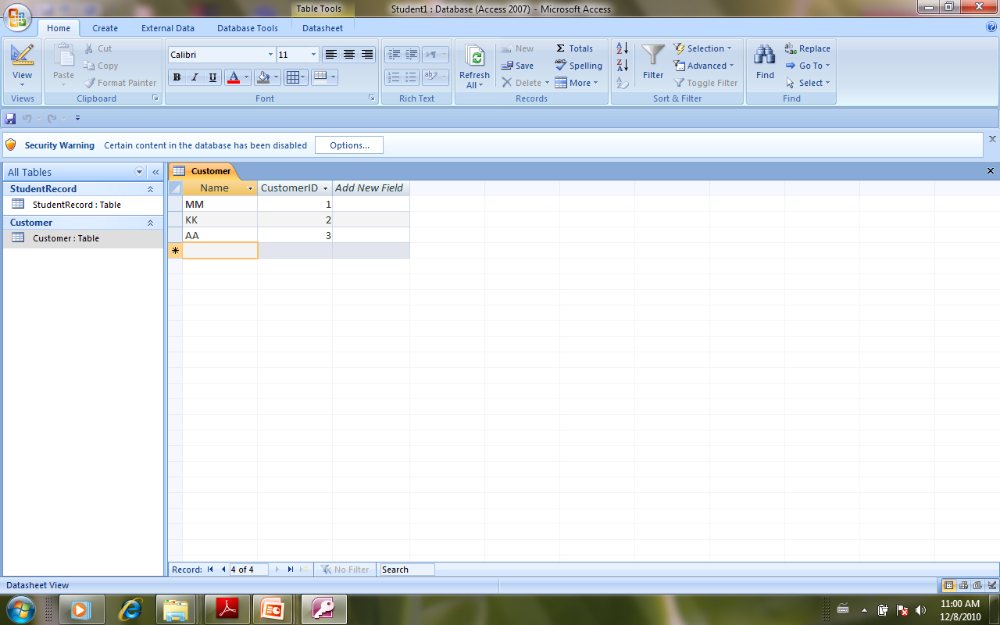 Table Tools
Student1 : Database (Access 2007) - Microsoft Access
Home Create External Data Database Tools Datasheet
View
Views
Paste
Cut
Copy
Format Painter
Clipboard
Calibri 11
B I U A
Font
Rich Text
Refresh All
New
Save
Delete
Σ Totals
ABC Spelling
More
Records
Filter
Selection
Advanced
Toggle Filter
Sort & Filter
Find
Replace
Go To
Select
Find
Security Warning Certain content in the database has been disabled Options...
All Tables
StudentRecord
StudentRecord : Table
Customer
Customer : Table
Customer
Name CustomerID Add New Field
MM 1
KK 2
AA 3
Record: 4 of 4 No Filter Search
Datasheet View
11:00 AM
12/8/2010